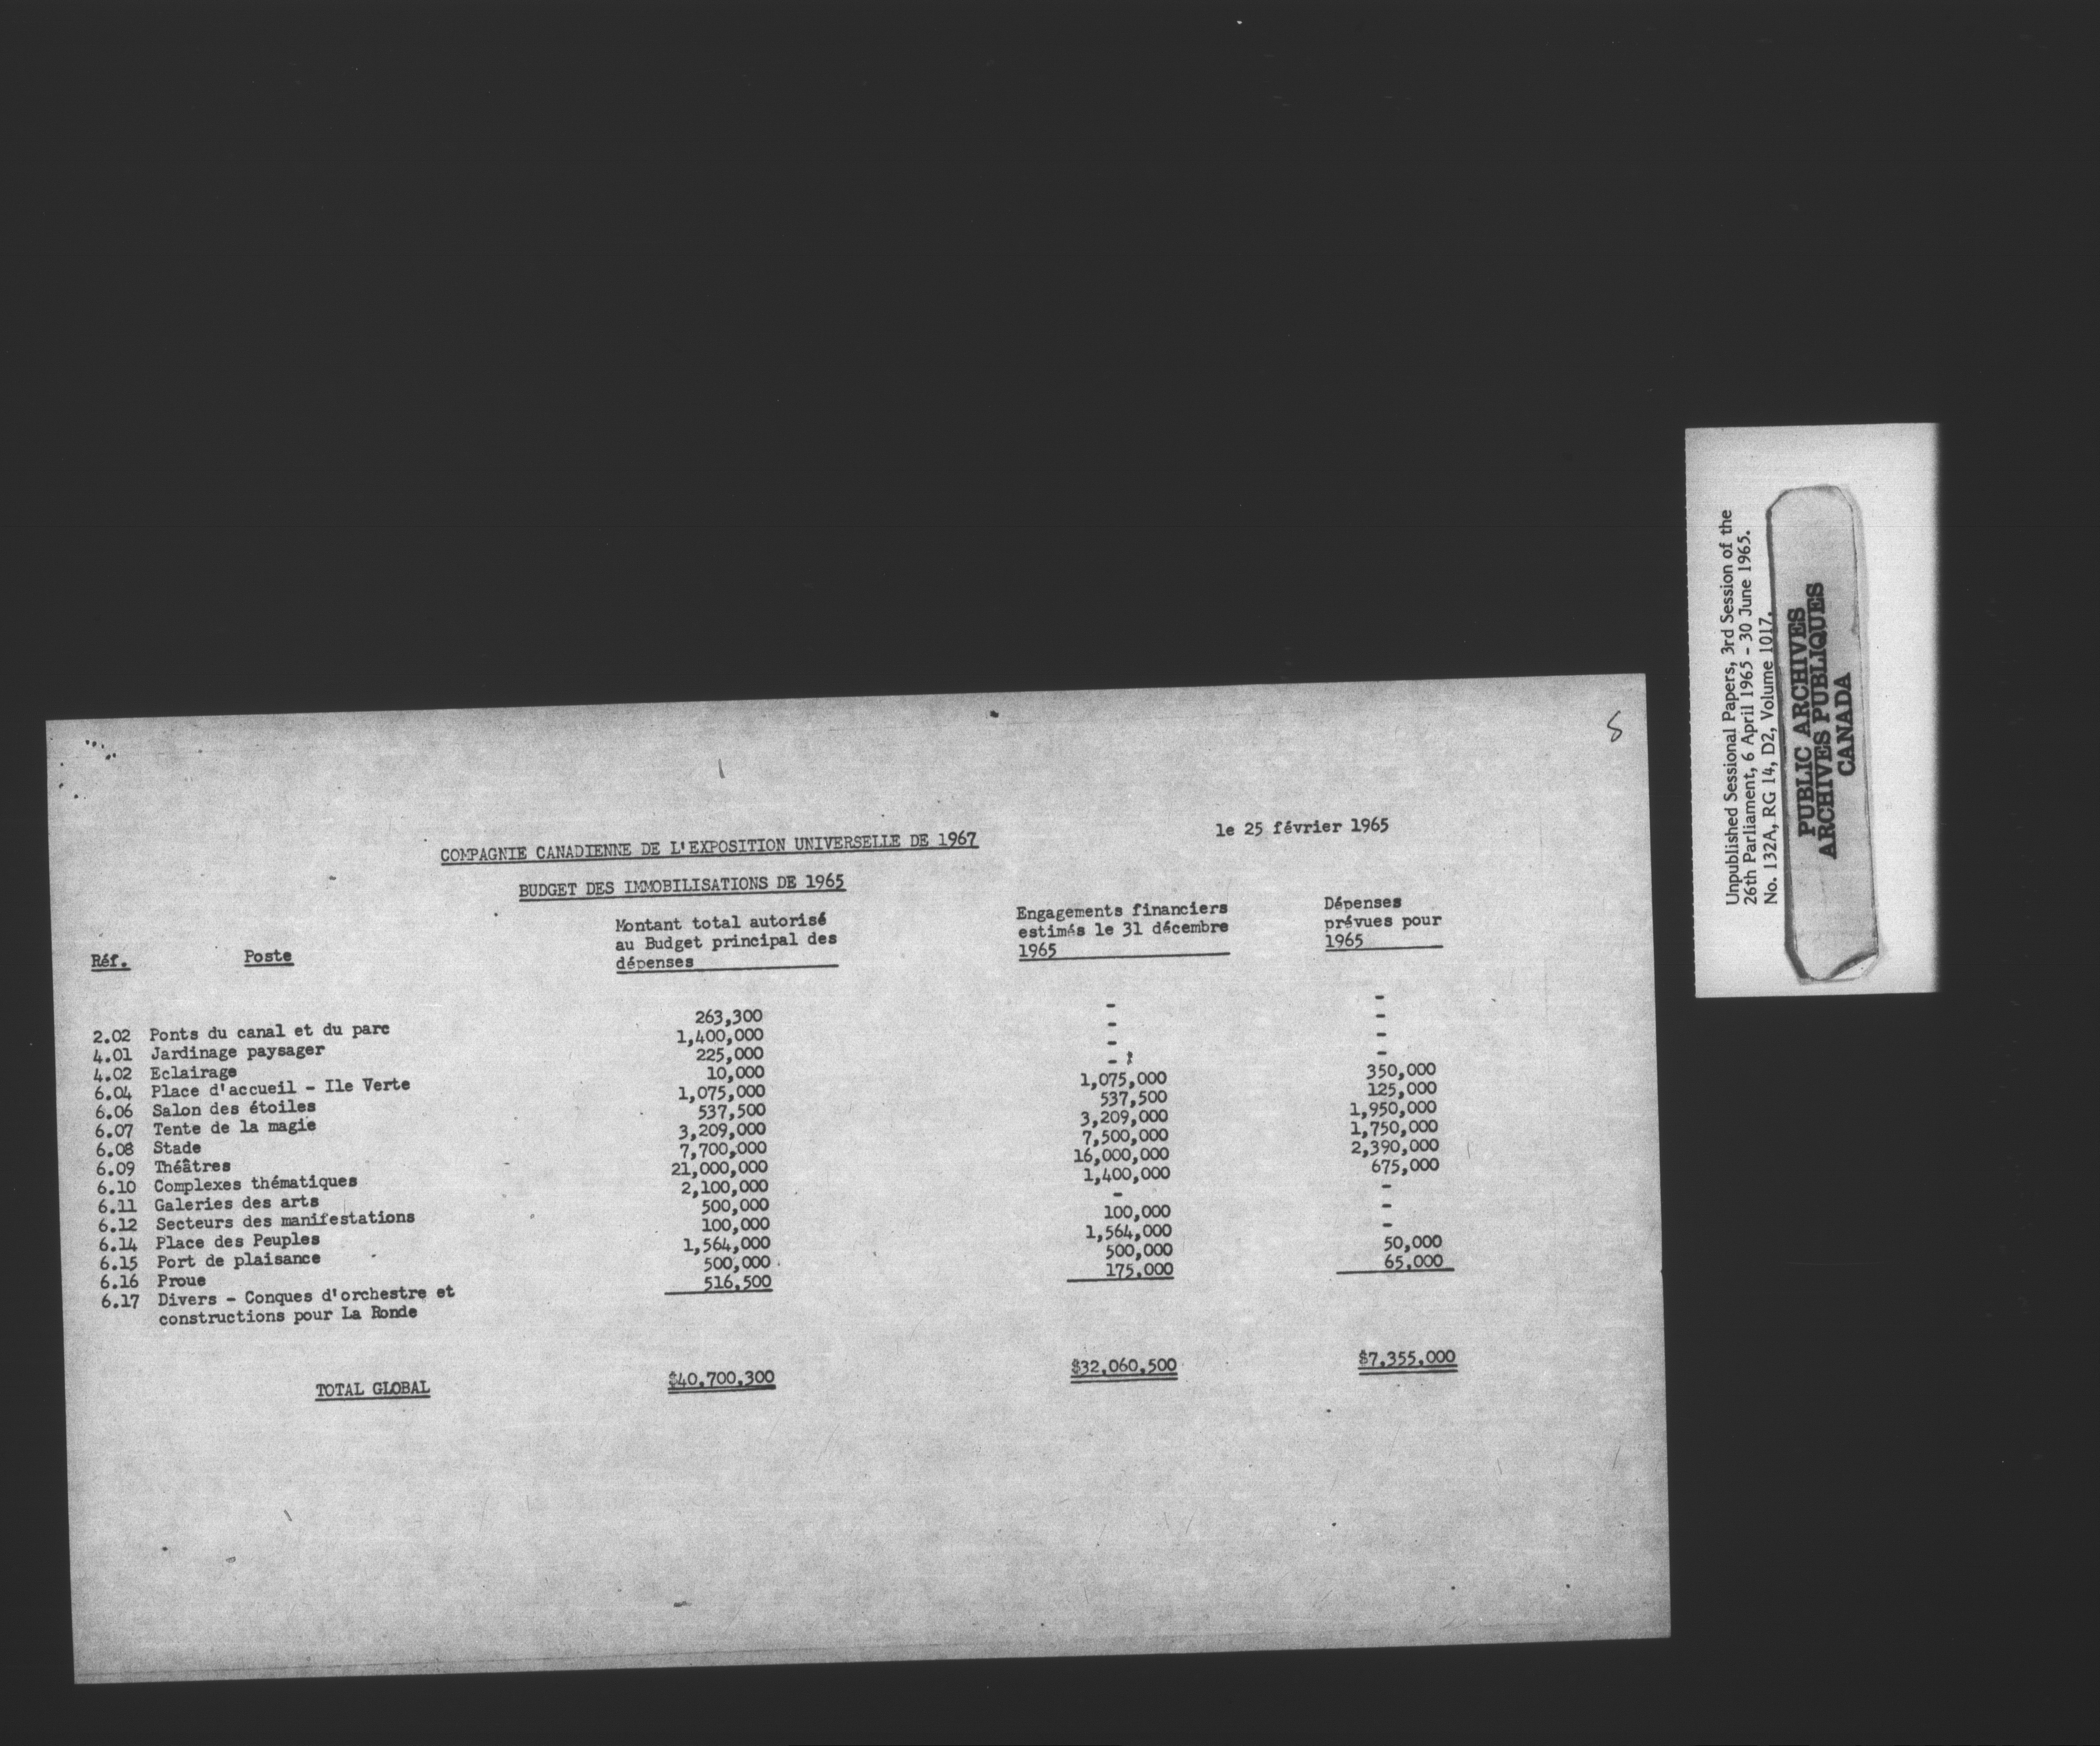 5
le 25 février 1965
COMPAGNIE CANADIENNE DE L'EXPOSITION UNIVERSELLE DE 1967
BUDGET DES IMMOBILISATIONS DE 1965
Réf. Poste Montant total autorisé au Budget principal des dépenses Engagements financiers estimés le 31 décembre 1965 Dépenses prévues pour 1965
2.02 Ponts du canal et du parc 263,300 - -
4.01 Jardinage paysager 1,400,000 - -
4.02 Eclairage 225,000 - -
6.04 Place d'accueil - Ile Verte 10,000 - -
6.06 Salon des étoiles 1,075,000 1,075,000 350,000
6.07 Tente de la magie 537,500 537,500 125,000
6.08 Stade 3,209,000 3,209,000 1,950,000
6.09 Théâtres 7,700,000 7,500,000 1,750,000
6.10 Complexes thématiques 21,000,000 16,000,000 2,390,000
6.11 Galeries des arts 2,100,000 1,400,000 675,000
6.12 Secteurs des manifestations 500,000 - -
6.14 Place des Peuples 100,000 100,000 -
6.15 Port de plaisance 1,564,000 1,564,000 -
6.16 Proue 500,000 500,000 50,000
6.17 Divers - Conques d'orchestre et 516,500 175,000 65,000
constructions pour La Ronde
TOTAL GLOBAL $40,700,300 $32,060,500 $7,355,000
Unpublished Sessional Papers, 3rd Session of the
26th Parliament, 6 April 1965 - 30 June 1965.
No. 132A, RG 14, D2, Volume 1017.
PUBLIC ARCHIVES
ARCHIVES PUBLIQUES
CANADA